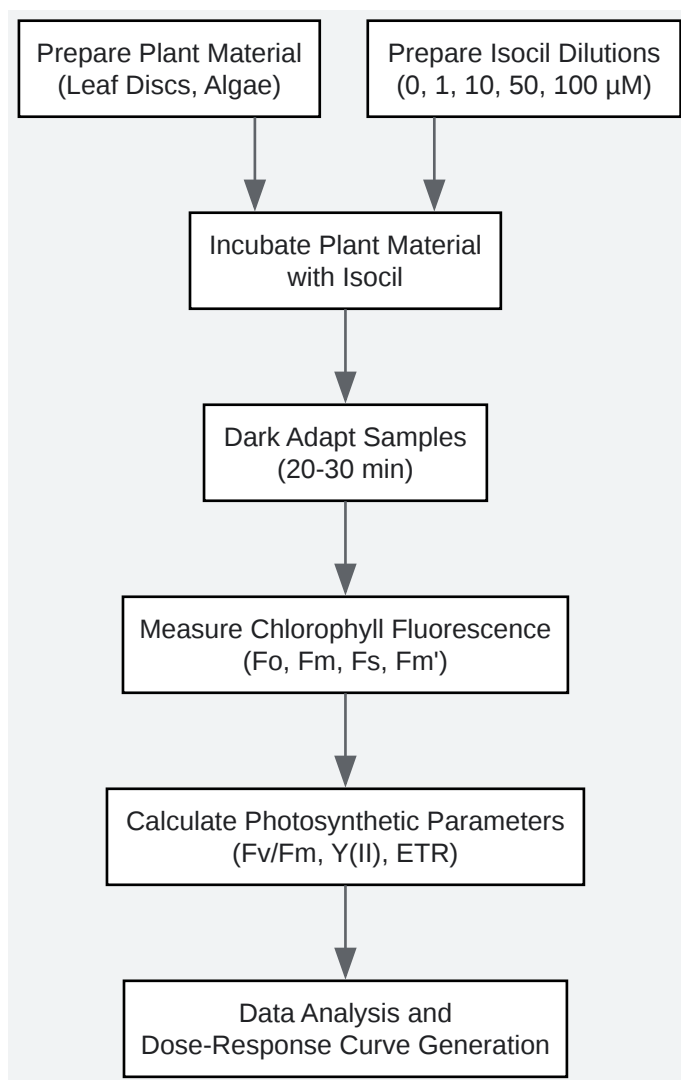 Prepare Plant Material
(Leaf Discs, Algae)
Prepare Isocil Dilutions
(0, 1, 10, 50, 100 µM)
Incubate Plant Material
with Isocil
Dark Adapt Samples
(20-30 min)
Measure Chlorophyll Fluorescence
(Fo, Fm, Fs, Fm')
Calculate Photosynthetic Parameters
(Fv/Fm, Y(II), ETR)
Data Analysis and
Dose-Response Curve Generation